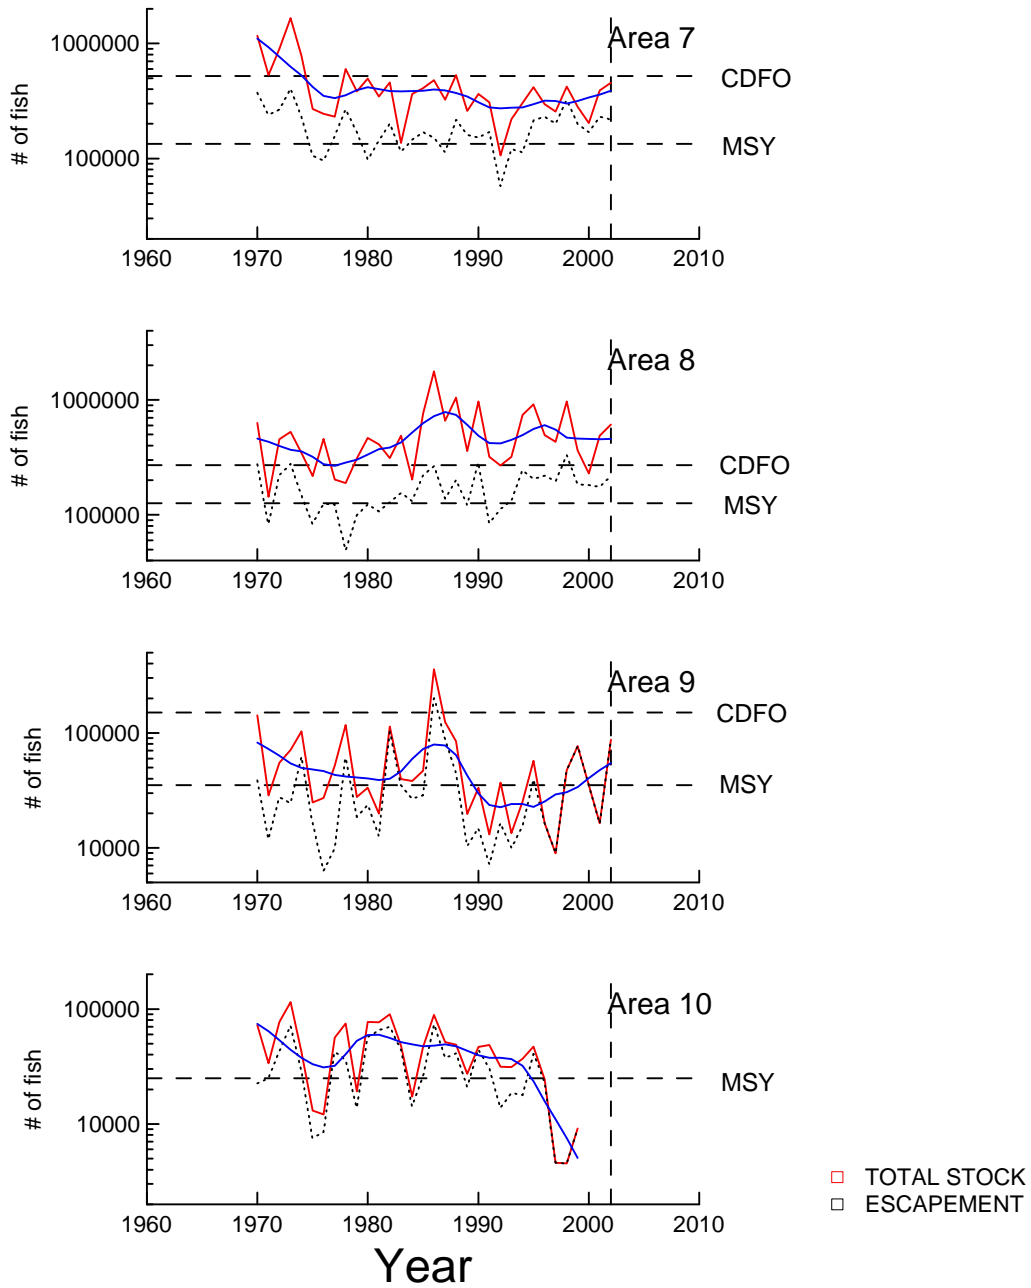 Area 7
1000000
CDFO
# of fish
MSY
100000
1960 1970 1980 1990 2000 2010
Area 8
1000000
# of fish
CDFO
MSY
100000
1960 1970 1980 1990 2000 2010
Area 9
CDFO
100000
# of fish
MSY
10000
1960 1970 1980 1990 2000 2010
Area 10
100000
# of fish
MSY
10000
TOTAL STOCK
ESCAPEMENT
1960 1970 1980 1990 2000 2010
Year